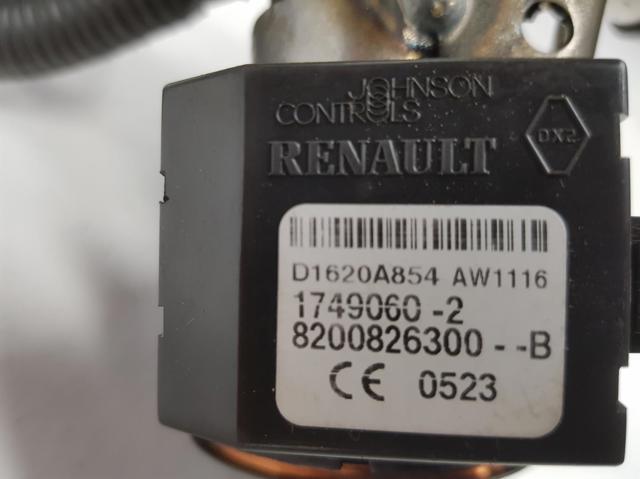 JOHNSON
CONTROLS
RENAULT
DX2
D1620A854 AW1116
1749060-2
8200826300--B
CE 0523